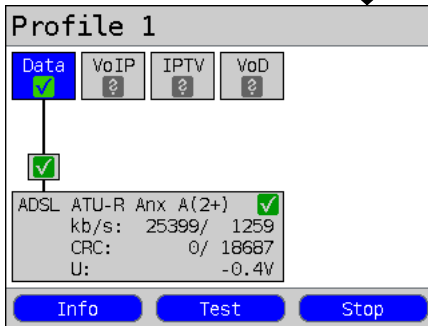 Profile 1
Data VoIP IPTV VoD
? ? ?
ADSL ATU-R Anx A(2+)
kb/s: 25399/ 1259
CRC: 0/ 18687
U: -0.4V
Info Test Stop